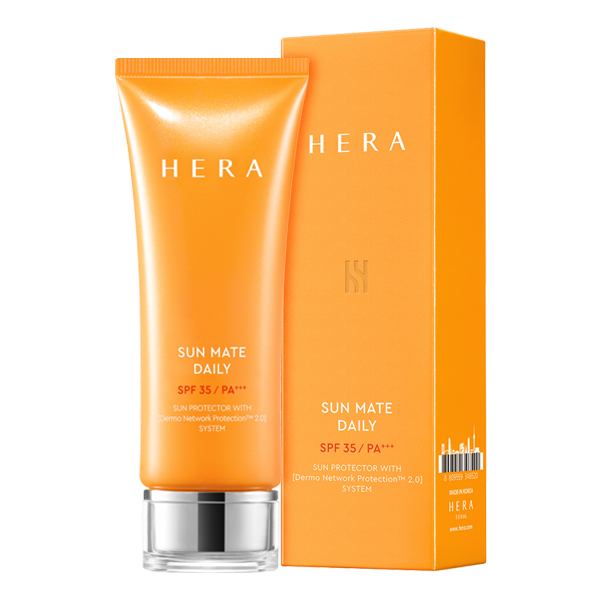 HERA
SUN MATE
DAILY
SPF 35 / PA+++
SUN PROTECTOR WITH
[Dermo Network Protection™ 2.0]
SYSTEM
HERA
SUN MATE
DAILY
SPF 35 / PA+++
SUN PROTECTOR WITH
[Dermo Network Protection™ 2.0]
SYSTEM
MADE IN KOREA
HERA
SEOUL
www.hera.com